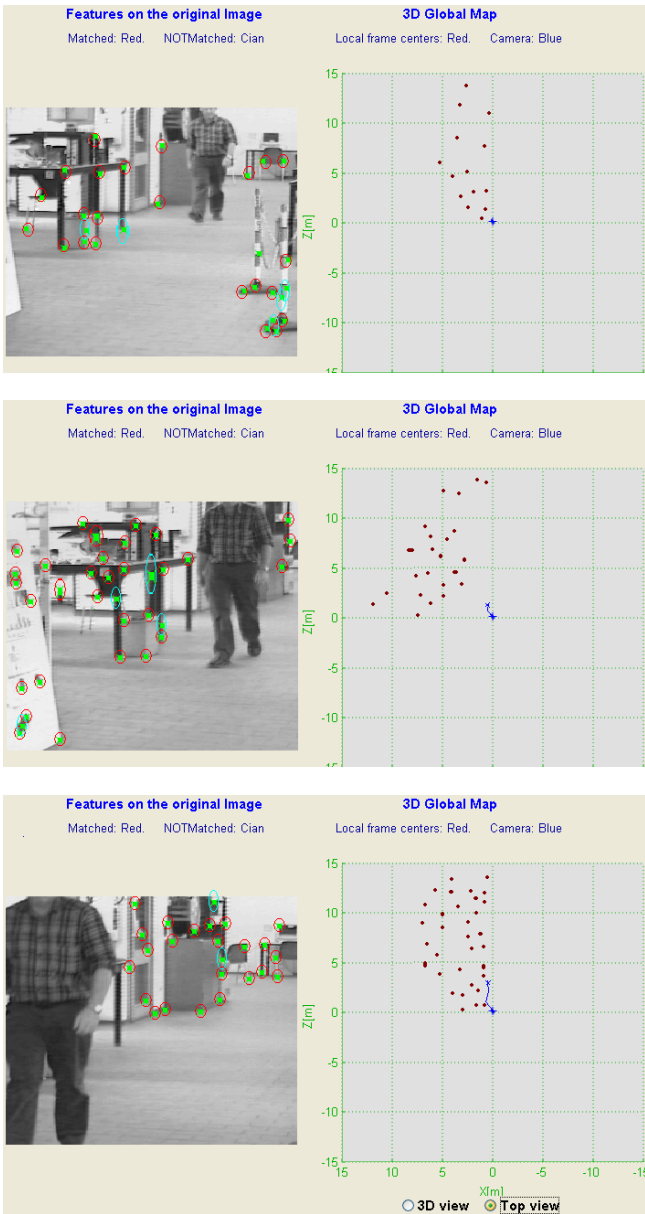 Features on the original Image
3D Global Map
Matched: Red. NOTMatched: Cian
Local frame centers: Red. Camera: Blue
15
10
5
0
-5
-10
15
Z[m]
Features on the original Image
3D Global Map
Matched: Red. NOTMatched: Cian
Local frame centers: Red. Camera: Blue
15
10
5
0
-5
-10
Z[m]
Features on the original Image
3D Global Map
Matched: Red. NOTMatched: Cian
Local frame centers: Red. Camera: Blue
15
10
5
0
-5
-10
-15
Z[m]
15 10 5 0 -5 -10 -15
X[m]
3D view Top view